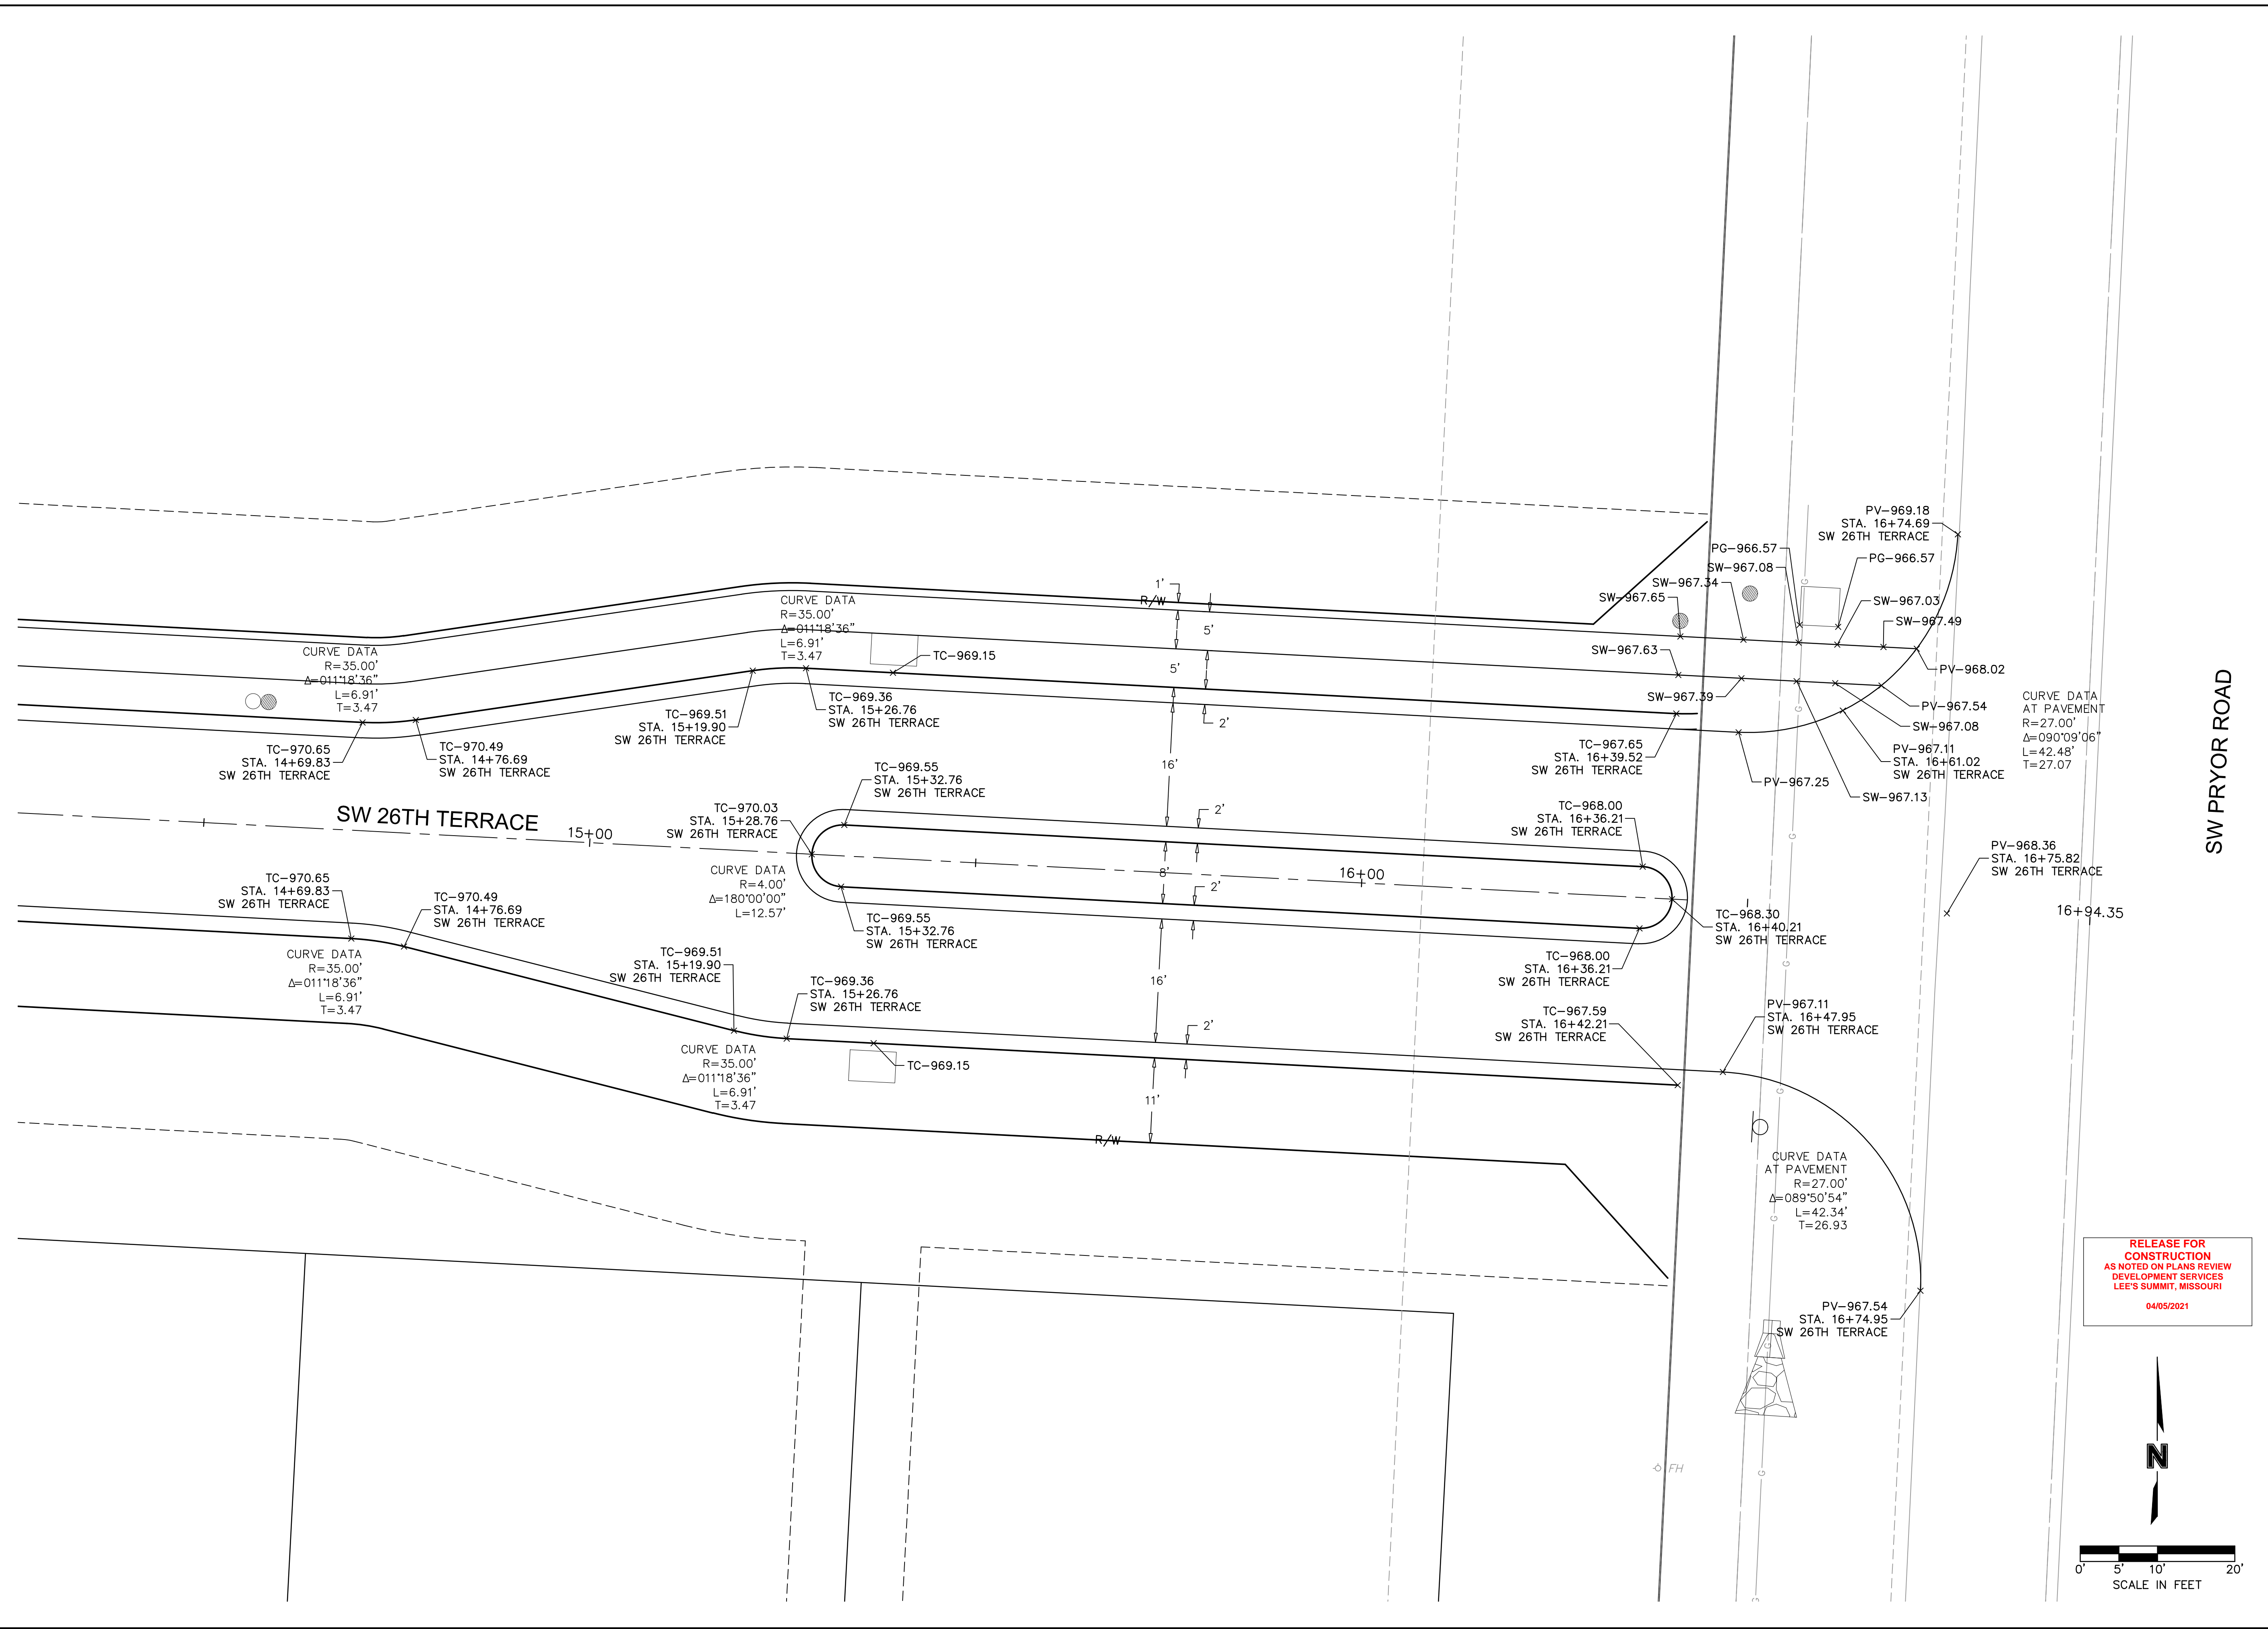 PV-969.18
STA. 16+74.69
SW 26TH TERRACE
PG-966.57
PG-966.57
SW-967.08
SW-967.34
SW-967.65
SW-967.03
SW-967.49
1'
R/W
5'
5'
CURVE DATA
R=35.00'
Δ=011°18'36"
L=6.91'
T=3.47
CURVE DATA
R=35.00'
Δ=011°18'36"
L=6.91'
T=3.47
TC-969.15
SW-967.63
SW-967.39
PV-968.02
PV-967.54
SW-967.08
CURVE DATA
AT PAVEMENT
R=27.00'
Δ=090°09'06"
L=42.48'
T=27.07
SW PRYOR ROAD
TC-969.36
STA. 15+26.76
SW 26TH TERRACE
TC-969.51
STA. 15+19.90
SW 26TH TERRACE
2'
TC-970.65
STA. 14+69.83
SW 26TH TERRACE
TC-970.49
STA. 14+76.69
SW 26TH TERRACE
16'
TC-967.65
STA. 16+39.52
SW 26TH TERRACE
PV-967.11
STA. 16+61.02
SW 26TH TERRACE
PV-967.25
SW-967.13
TC-969.55
STA. 15+32.76
SW 26TH TERRACE
TC-970.03
STA. 15+28.76
SW 26TH TERRACE
2'
TC-968.00
STA. 16+36.21
SW 26TH TERRACE
SW 26TH TERRACE
15+00
16+00
PV-968.36
STA. 16+75.82
SW 26TH TERRACE
CURVE DATA
R=4.00'
Δ=180°00'00"
L=12.57'
8'
2'
TC-970.65
STA. 14+69.83
SW 26TH TERRACE
TC-970.49
STA. 14+76.69
SW 26TH TERRACE
TC-969.55
STA. 15+32.76
SW 26TH TERRACE
TC-968.30
STA. 16+40.21
SW 26TH TERRACE
16+94.35
CURVE DATA
R=35.00'
Δ=011°18'36"
L=6.91'
T=3.47
TC-969.51
STA. 15+19.90
SW 26TH TERRACE
TC-969.36
STA. 15+26.76
SW 26TH TERRACE
16'
TC-968.00
STA. 16+36.21
SW 26TH TERRACE
TC-967.59
STA. 16+42.21
SW 26TH TERRACE
PV-967.11
STA. 16+47.95
SW 26TH TERRACE
2'
CURVE DATA
R=35.00'
Δ=011°18'36"
L=6.91'
T=3.47
TC-969.15
11'
R/W
CURVE DATA
AT PAVEMENT
R=27.00'
Δ=089°50'54"
L=42.34'
T=26.93
PV-967.54
STA. 16+74.95
SW 26TH TERRACE
G
G
G
G
G
G
G
G
G
G
RELEASE FOR
CONSTRUCTION
AS NOTED ON PLANS REVIEW
DEVELOPMENT SERVICES
LEE'S SUMMIT, MISSOURI
04/05/2021
FH
N
0' 5' 10' 20'
SCALE IN FEET